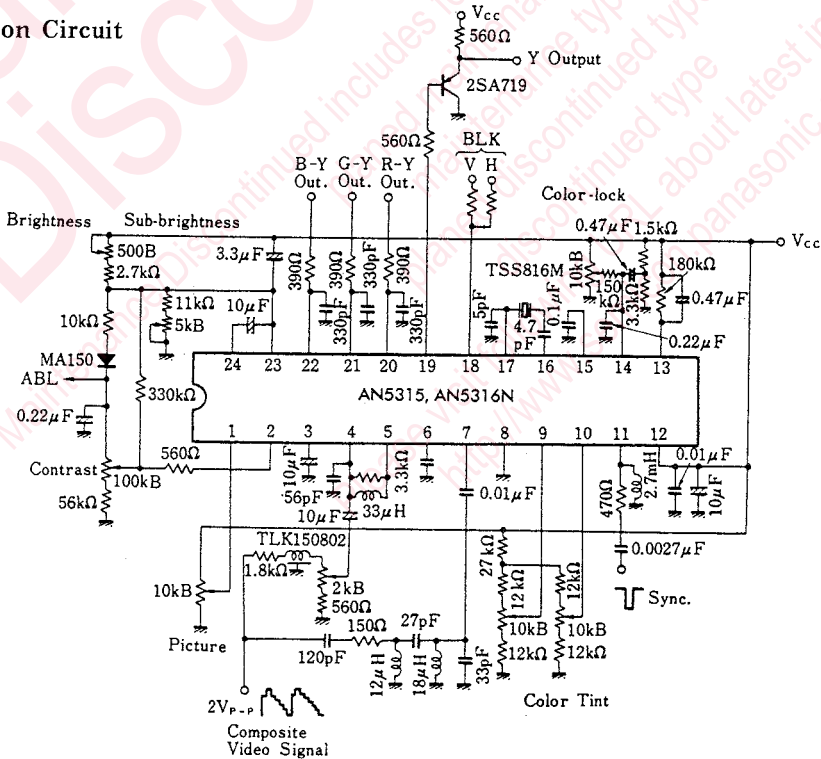 on Circuit
Vcc
560Ω
Y Output
2SA719
560Ω
BLK
V H
B-Y G-Y R-Y
Out. Out. Out.
Color-lock
Brightness
Sub-brightness
0.47μF
1.5kΩ
Vcc
500B
2.7kΩ
3.3μF
390Ω
390Ω
330pF
390Ω
TSS816M
10kB
150
kΩ
3.3kΩ
180kΩ
0.47μF
11kΩ
5kB
10μF
330pF
330pF
5pF
4.7
pF
0.1μF
0.22μF
10kΩ
MA150
ABL
24 23 22 21 20 19 18 17 16 15 14 13
AN5315, AN5316N
1 2 3 4 5 6 7 8 9 10 11 12
0.22μF
330kΩ
Contrast
100kB
560Ω
56kΩ
10μF
56pF
3.3kΩ
33μH
10μF
0.01μF
470Ω
2.7mH
0.01μF
10μF
0.0027μF
Sync.
TLK150802
1.8kΩ
2kB
560Ω
10kB
Picture
27kΩ
12kΩ
12kΩ
10kB
10kB
12kΩ
12kΩ
Color Tint
120pF
150Ω
12μH
27pF
18μH
33pF
2VP-P
Composite
Video Signal